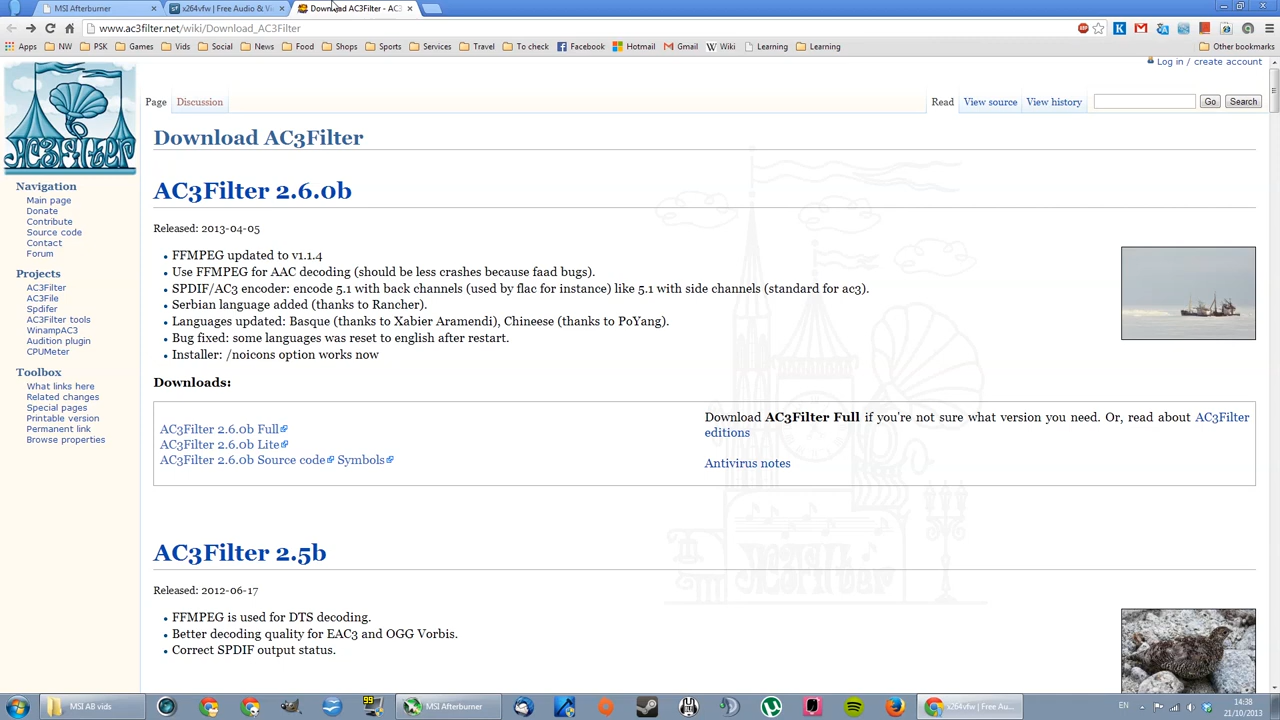 MSI Afterburner
x264vfw | Free Audio & Vi
Download AC3Filter - AC3
www.ac3filter.net/wiki/Download_AC3Filter
Apps NW PSK Games Vids Social News Food Shops Sports Services Travel To check Facebook Hotmail Gmail Wiki Learning Learning Other bookmarks
Log in / create account
Page Discussion Read View source View history Go Search
AC3FILTER
Download AC3Filter
Navigation
Main page
Donate
Contribute
Source code
Contact
Forum
Projects
AC3Filter
AC3File
Spdifer
AC3Filter tools
WinampAC3
Audition plugin
CPUMeter
Toolbox
What links here
Related changes
Special pages
Printable version
Permanent link
Browse properties
AC3Filter 2.6.0b
Released: 2013-04-05
FFMPEG updated to v1.1.4
Use FFMPEG for AAC decoding (should be less crashes because faad bugs).
SPDIF/AC3 encoder: encode 5.1 with back channels (used by flac for instance) like 5.1 with side channels (standard for ac3).
Serbian language added (thanks to Rancher).
Languages updated: Basque (thanks to Xabier Aramendi), Chineese (thanks to PoYang).
Bug fixed: some languages was reset to english after restart.
Installer: /noicons option works now
Downloads:
AC3Filter 2.6.0b Full
AC3Filter 2.6.0b Lite
AC3Filter 2.6.0b Source code Symbols
Download AC3Filter Full if you're not sure what version you need. Or, read about AC3Filter
editions
Antivirus notes
AC3Filter 2.5b
Released: 2012-06-17
FFMPEG is used for DTS decoding.
Better decoding quality for EAC3 and OGG Vorbis.
Correct SPDIF output status.
MSI AB vids
99
MSI Afterburner
x264vfw | Free Au...
EN
14:38
21/10/2013